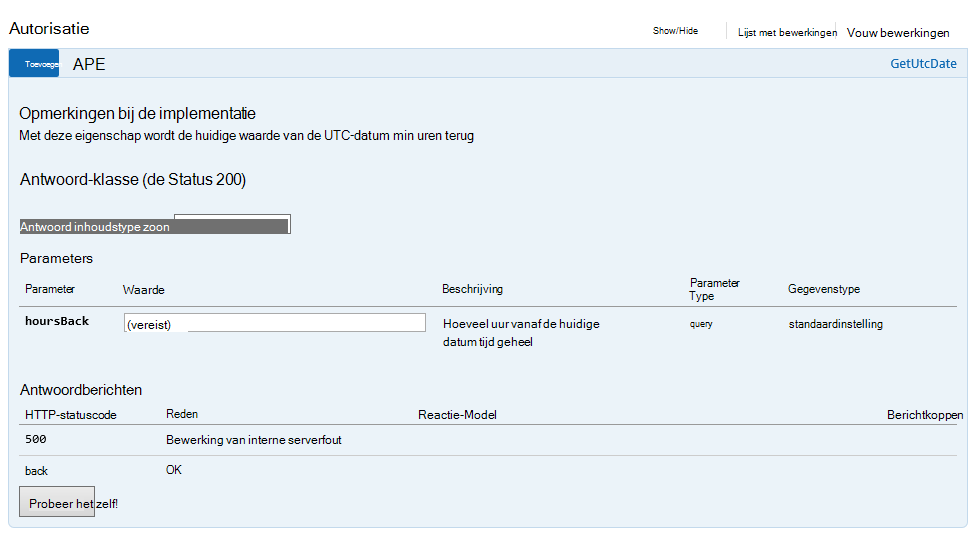 Autorisatie
Show/Hide
Lijst met bewerkingen
Vouw bewerkingen
Toevoegen
APE
GetUtcDate
Opmerkingen bij de implementatie
Met deze eigenschap wordt de huidige waarde van de UTC-datum min uren terug
Antwoord-klasse (de Status 200)
Antwoord inhoudstype zoon
Parameters
Parameter Waarde Beschrijving Parameter Type Gegevenstype
hoursBack (vereist) Hoeveel uur vanaf de huidige query standaardinstelling
datum tijd geheel
Antwoordberichten
HTTP-statuscode Reden Reactie-Model Berichtkoppen
500 Bewerking van interne serverfout
back OK
Probeer het zelf!